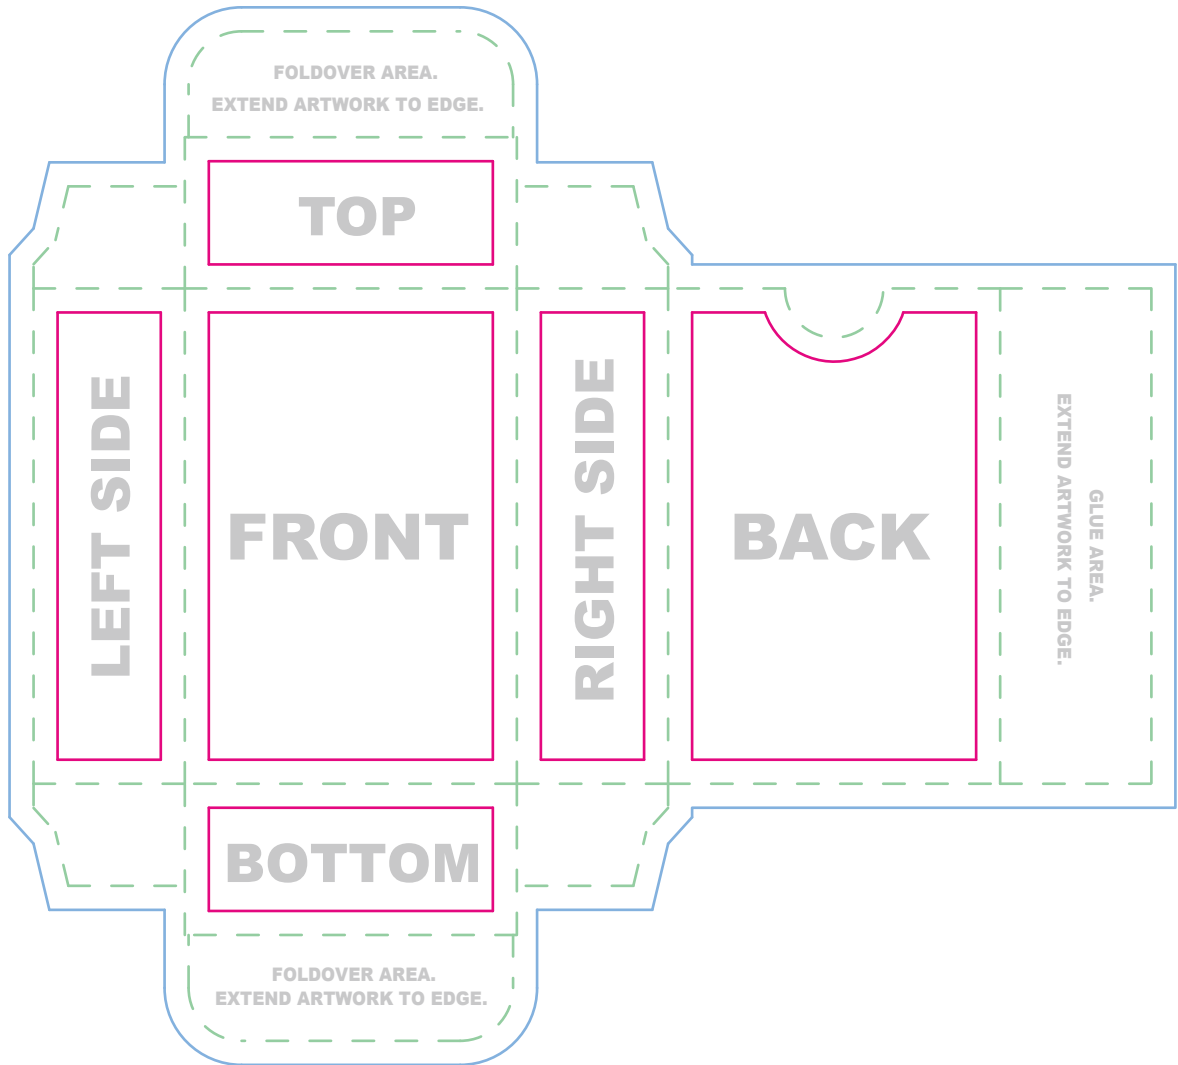 FOLDOVER AREA.
EXTEND ARTWORK TO EDGE.
TOP
LEFT SIDE
FRONT
RIGHT SIDE
BACK
GLUE AREA.
EXTEND ARTWORK TO EDGE.
BOTTOM
FOLDOVER AREA.
EXTEND ARTWORK TO EDGE.